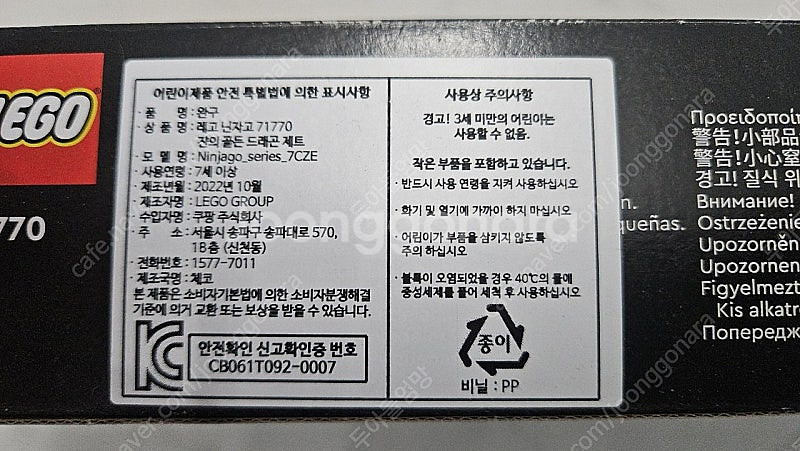 LEGO
770
어린이제품 안전 특별법에 의한 표시사항
· 품 명 : 완구
· 상 품 명 : 레고 닌자고 71770
쟌의 골든 드래곤 제트
· 모 델 명 : Ninjago_series_7CZE
· 사용연령 : 7세 이상
· 제조년월 : 2022년 10월
· 제조자명 : LEGO GROUP
· 수입자명 : 쿠팡 주식회사
· 주 소 : 서울시 송파구 송파대로 570,
18층 (신천동)
· 전화번호 : 1577-7011
· 제조국명 : 체코
본 제품은 소비자기본법에 의한 소비자분쟁해결
기준에 의거 교환 또는 보상을 받을 수 있습니다.
안전확인 신고확인증 번호
CB061T092-0007
사용상 주의사항
경고! 3세 미만의 어린이는
사용할 수 없음.
작은 부품을 포함하고 있습니다.
· 반드시 사용 연령을 지켜 사용하십시오
· 화기 및 열기에 가까이 하지 마십시오
· 어린이가 부품을 삼키지 않도록
주의 하십시오
· 블록이 오염되었을 경우 40℃의 물에
중성세제를 풀어 세척 후 사용하십시오
종이
비닐 : PP
n.
queñas.
Προειδοποί
警告!小部品
警告!小心窒
경고! 질식 위
Внимание!
Ostrzeżenie
Upozorněn
Upozornen
Figyelmezt
Kis alkatr
Попередж
joonggonara